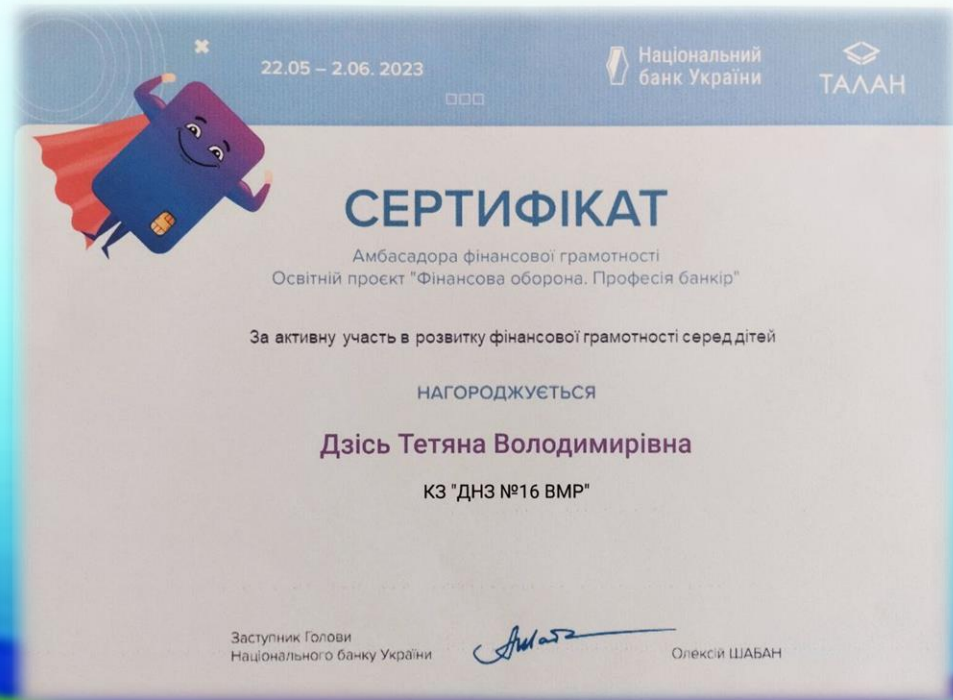 22.05 – 2.06. 2023
Національний
банк України
ТАЛАН
СЕРТИФІКАТ
Амбасадора фінансової грамотності
Освітній проєкт "Фінансова оборона. Професія банкір"
За активну участь в розвитку фінансової грамотності серед дітей
НАГОРОДЖУЄТЬСЯ
Дзісь Тетяна Володимирівна
КЗ "ДНЗ №16 ВМР"
Заступник Голови
Національного банку України
Олексій ШАБАН